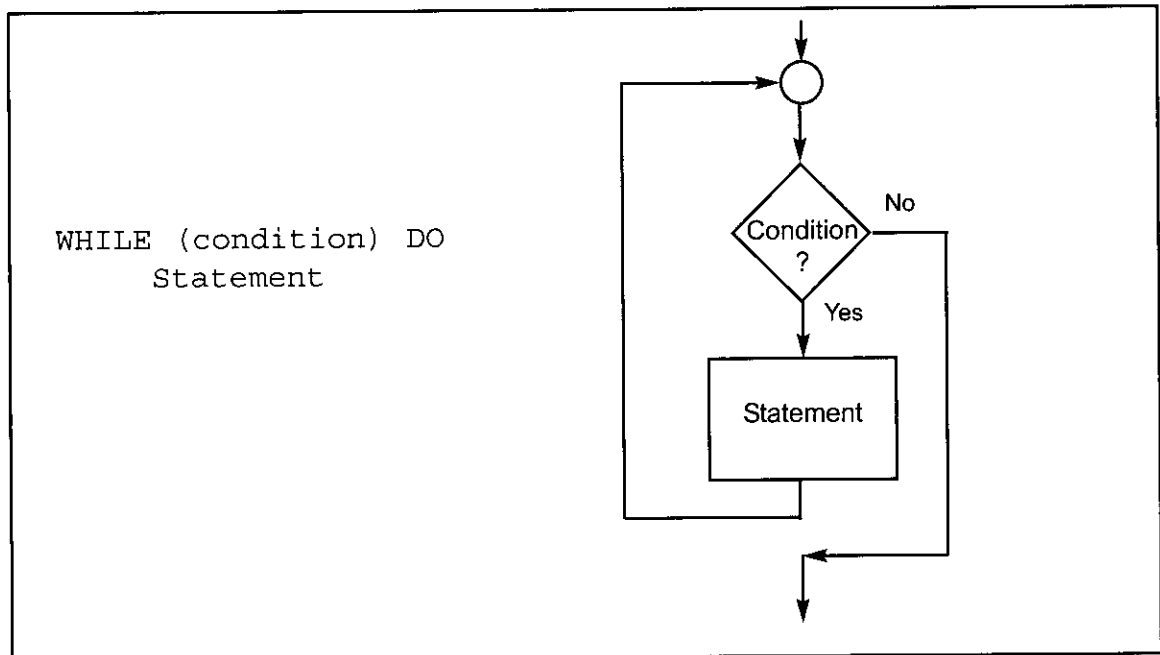 WHILE (condition) DO
Statement
Condition
?
No
Yes
Statement